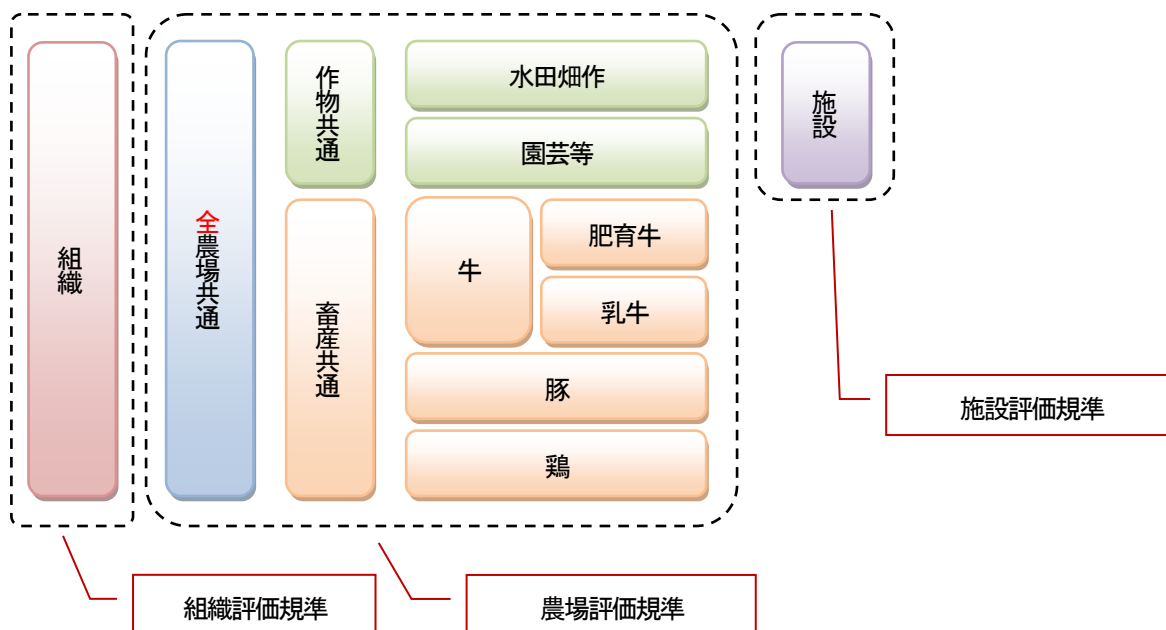 組織
全農場共通
作物共通
畜産共通
水田畑作
園芸等
牛
肥育牛
乳牛
豚
鶏
施設
施設評価規準
組織評価規準
農場評価規準